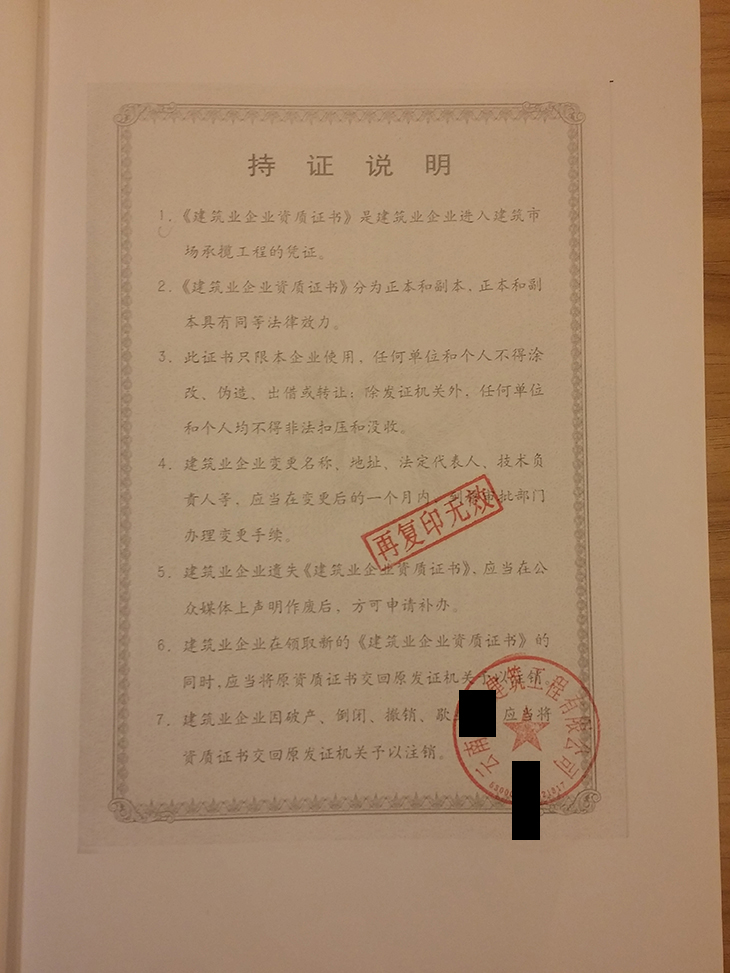 持证说明
1.《建筑业企业资质证书》是建筑业企业进入建筑市
场承揽工程的凭证。
2.《建筑业企业资质证书》分为正本和副本,正本和副
本具有同等法律效力。
3. 此证书只限本企业使用,任何单位和个人不得涂
改、伪造、出借或转让;除发证机关外,任何单位
和个人均不得非法扣压和没收。
4. 建筑业企业变更名称、地址、法定代表人、技术负
责人等,应当在变更后的一个月内,到原审批部门
办理变更手续。
再复印无效
5. 建筑业企业遗失《建筑业企业资质证书》,应当在公
众媒体上声明作废后,方可申请补办。
6. 建筑业企业在领取新的《建筑业企业资质证书》的
同时,应当将原资质证书交回原发证机关予以注销。
7. 建筑业企业因破产、倒闭、撤销、歇 应当将
资质证书交回原发证机关予以注销。
云南 建筑工程有限公司